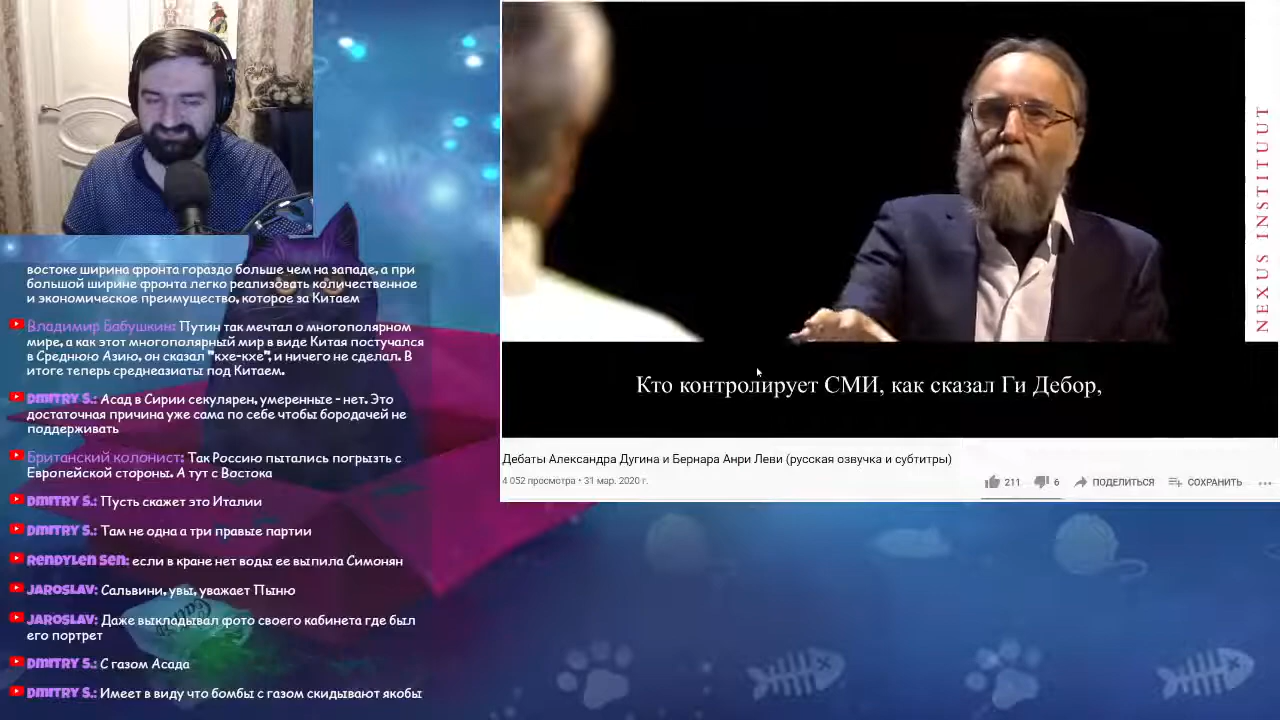 востоке ширина фронта гораздо больше чем на западе, а при
большой ширине фронта легко реализовать количественное
и экономическое преимущество, которое за Китаем
Владимир Бабушкин: Путин так мечтал о многополярном
мире, а как этот многополярный мир в виде Китая постучался
в Среднюю Азию, он сказал "кхе-кхе", и ничего не сделал. В
итоге теперь среднеазиаты под Китаем.
DMITRY S.: Асад в Сирии секулярен, умеренные - нет. Это
достаточная причина уже сама по себе чтобы бородачей не
поддерживать
Британский колонист: Так Россию пытались погрызть с
Европейской стороны. А тут с Востока
DMITRY S.: Пусть скажет это Италии
DMITRY S.: Там не одна а три правые партии
RENDYLEN SEN: если в кране нет воды ее выпила Симонян
JAROSLAV: Сальвини, увы, уважает Пыню
JAROSLAV: Даже выкладывал фото своего кабинета где был
его портрет
DMITRY S.: С газом Асада
DMITRY S.: Имеет в виду что бомбы с газом скидывают якобы
NEXUS INSTITUUT
Кто контролирует СМИ, как сказал Ги Дебор,
Дебаты Александра Дугина и Бернара Анри Леви (русская озвучка и субтитры)
4 052 просмотра • 31 мар. 2020 г.
211
6
ПОДЕЛИТЬСЯ
СОХРАНИТЬ